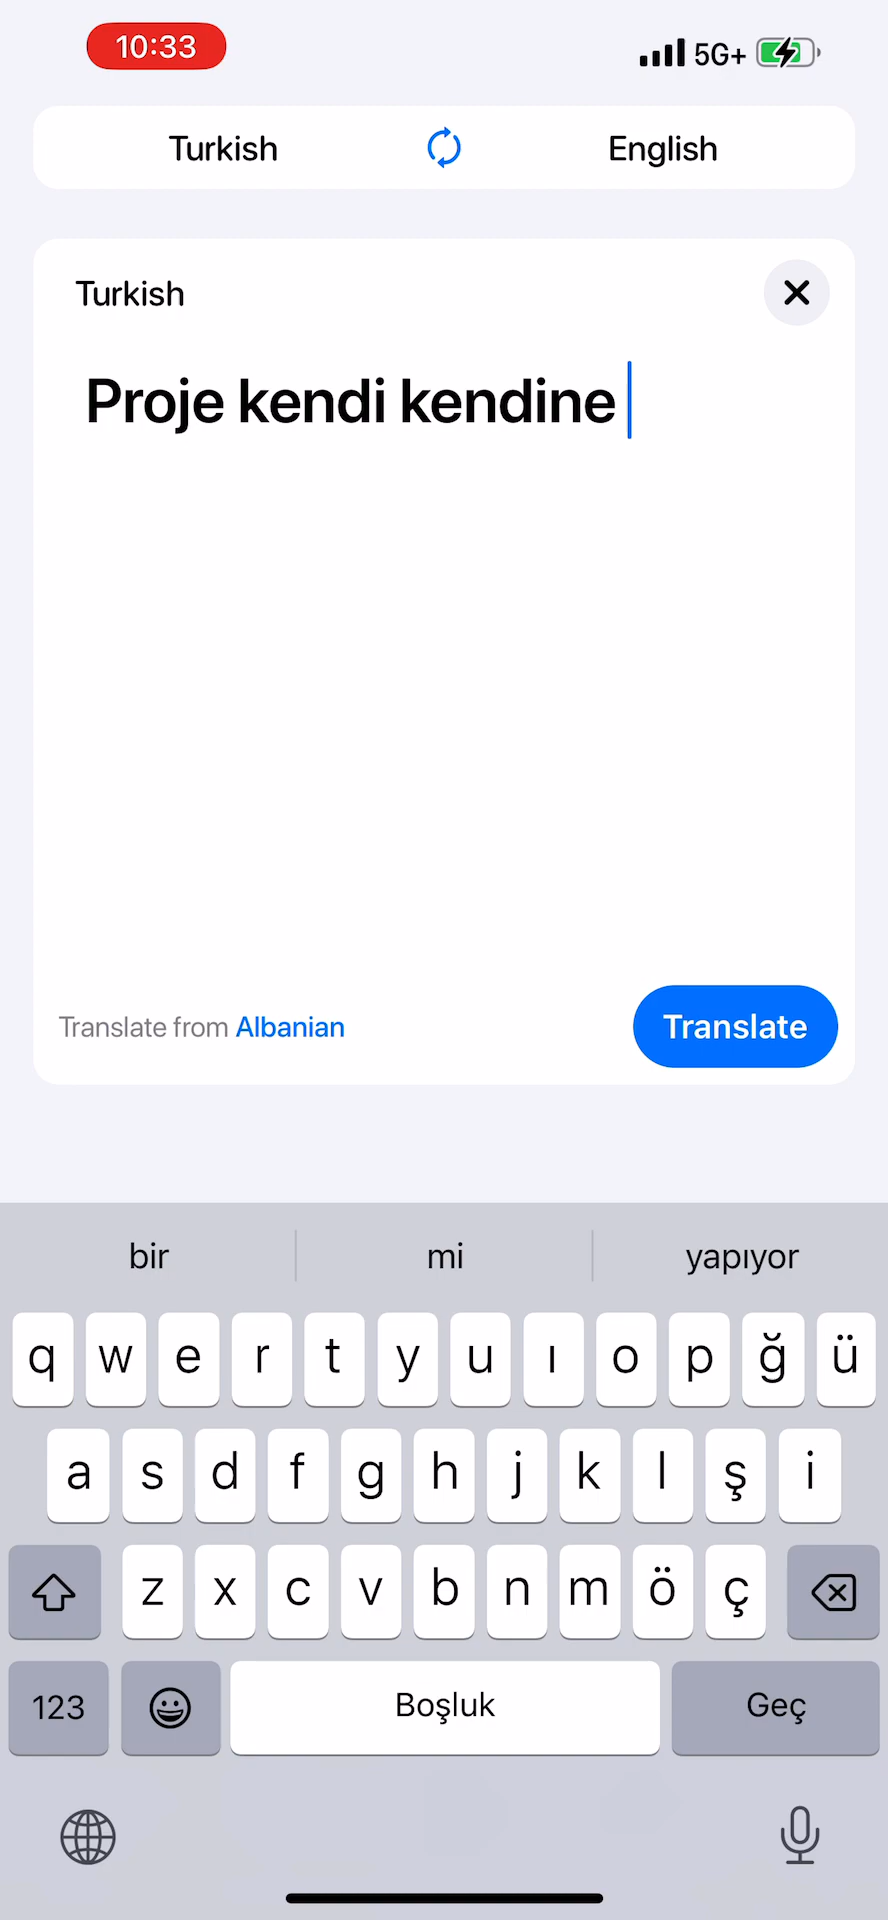 10:33
5G+
Turkish
English
Turkish
Proje kendi kendine
Translate from Albanian
Translate
bir
mi
yapıyor
q w e r t y u ı o p ğ ü
a s d f g h j k l ş i
z x c v b n m ö ç
123
Boşluk
Geç